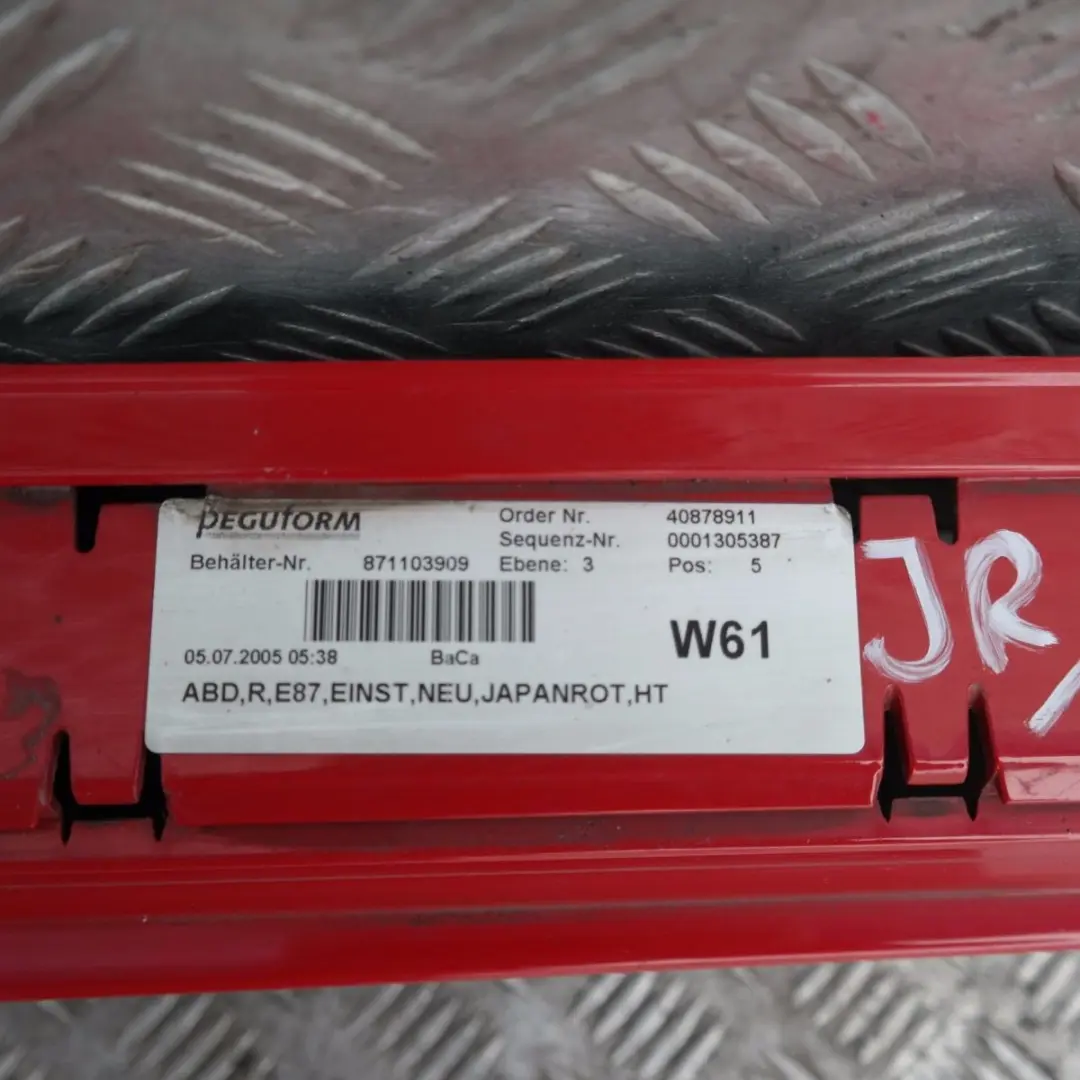 PEGUFORM
Order Nr. 40878911
Sequenz-Nr. 0001305387
Behälter-Nr. 871103909 Ebene: 3 Pos: 5
W61
05.07.2005 05:38 BaCa
ABD,R,E87,EINST,NEU,JAPANROT,HT
JR/